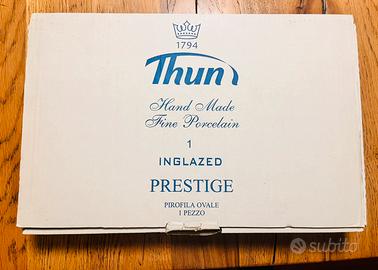 1794
Thun
Hand Made
Fine Porcelain
1
INGLAZED
PRESTIGE
PIROFILA OVALE
1 PEZZO
subito